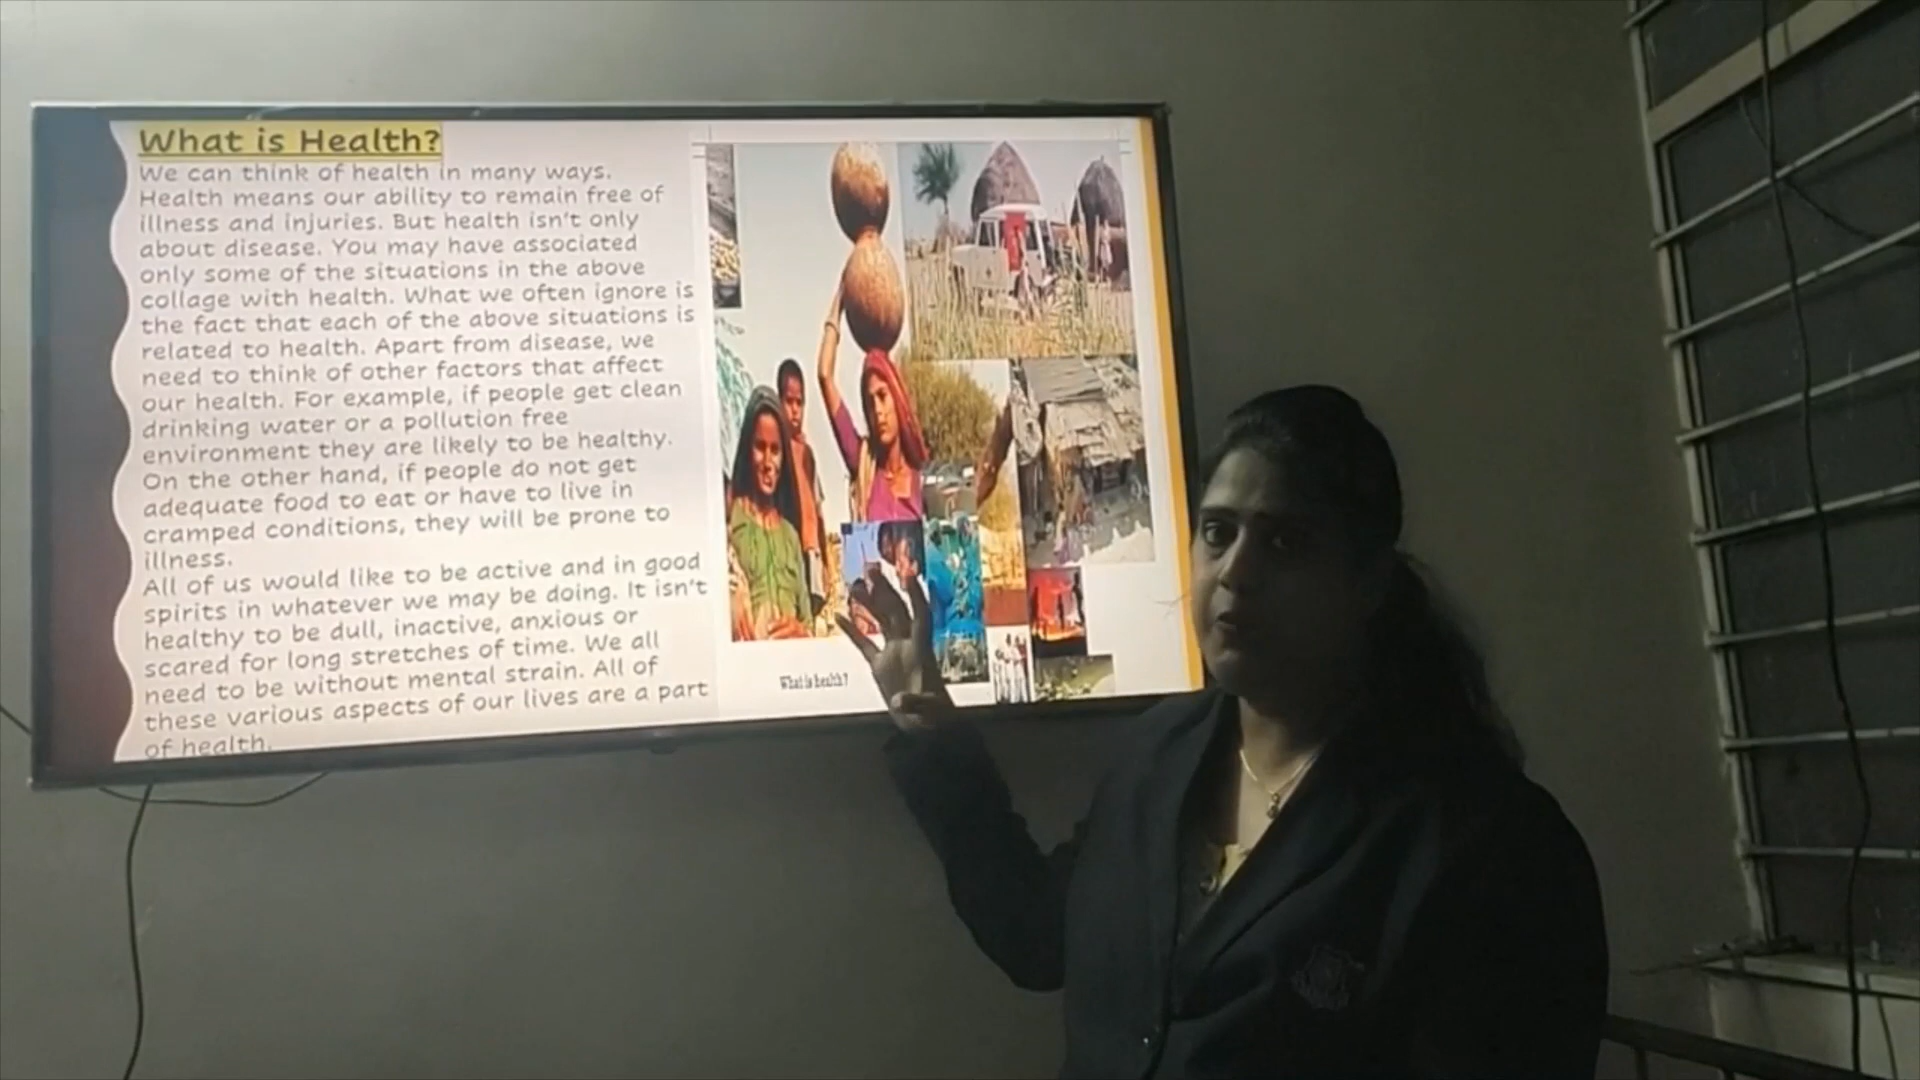 What is Health?
We can think of health in many ways.
Health means our ability to remain free of
illness and injuries. But health isn't only
about disease. You may have associated
only some of the situations in the above
collage with health. What we often ignore is
the fact that each of the above situations is
related to health. Apart from disease, we
need to think of other factors that affect
our health. For example, if people get clean
drinking water or a pollution free
environment they are likely to be healthy.
On the other hand, if people do not get
adequate food to eat or have to live in
cramped conditions, they will be prone to
illness.
All of us would like to be active and in good
spirits in whatever we may be doing. It isn't
healthy to be dull, inactive, anxious or
scared for long stretches of time. We all
need to be without mental strain. All of
these various aspects of our lives are a part
of health.
What is health?